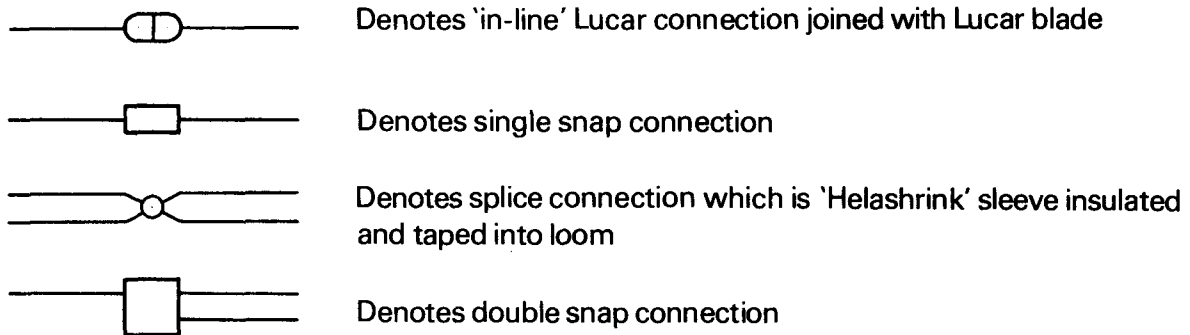 Denotes 'in-line' Lucar connection joined with Lucar blade
Denotes single snap connection
Denotes splice connection which is 'Helashrink' sleeve insulated
and taped into loom
Denotes double snap connection